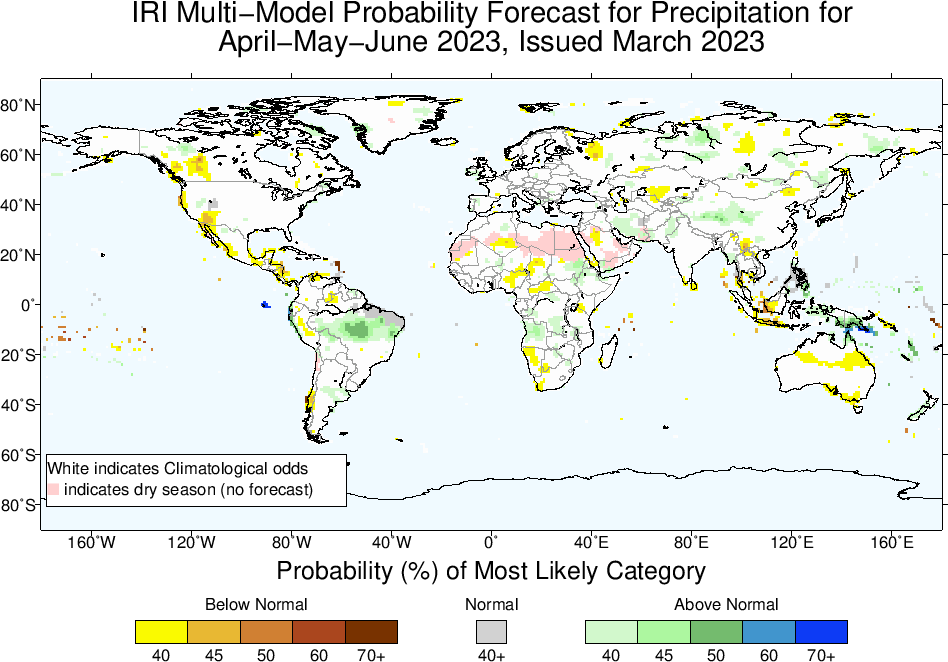 IRI Multi−Model Probability Forecast for Precipitation for
April−May−June 2023, Issued March 2023
80˚N
60˚N
40˚N
20˚N
0˚
20˚S
40˚S
60˚S
80˚S
White indicates Climatological odds
indicates dry season (no forecast)
160˚W 120˚W 80˚W 40˚W 0˚ 40˚E 80˚E 120˚E 160˚E
Probability (%) of Most Likely Category
Below Normal Normal Above Normal
40 45 50 60 70+ 40+ 40 45 50 60 70+